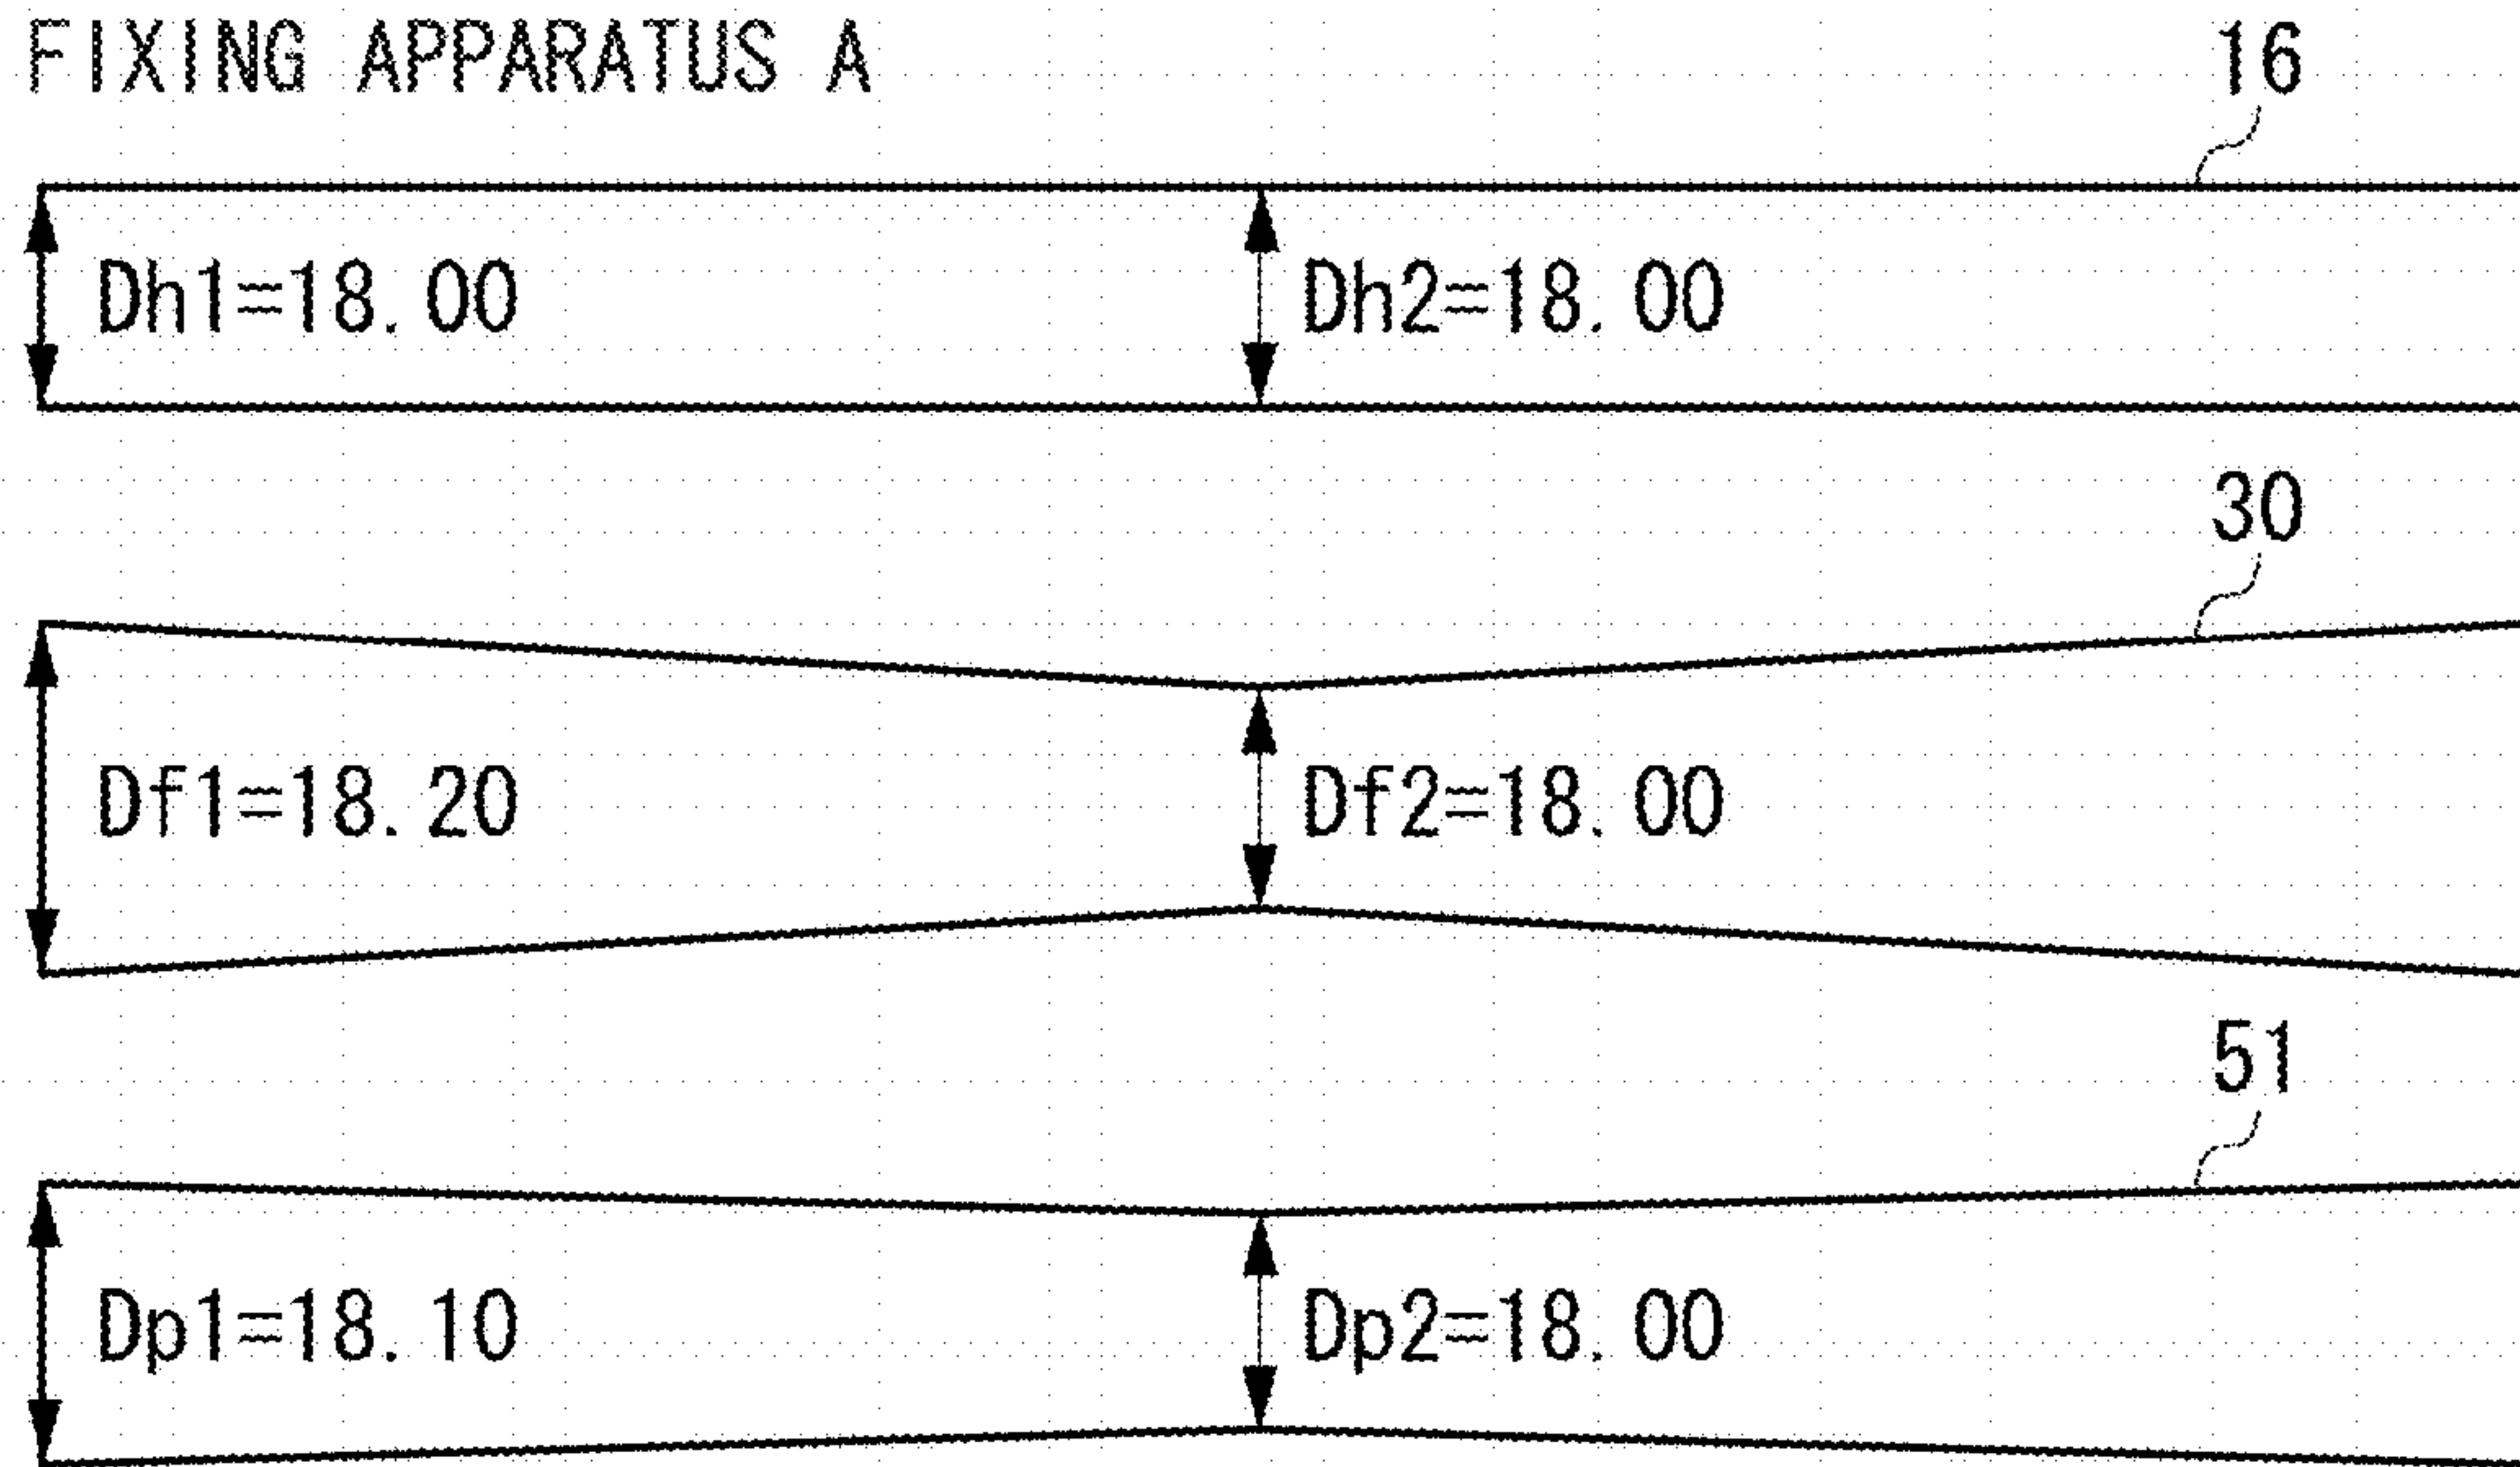 FIXING APPARATUS A
16
Dh1=18.00
Dh2=18.00
30
Df1=18.20
Df2=18.00
51
Dp1=18.10
Dp2=18.00